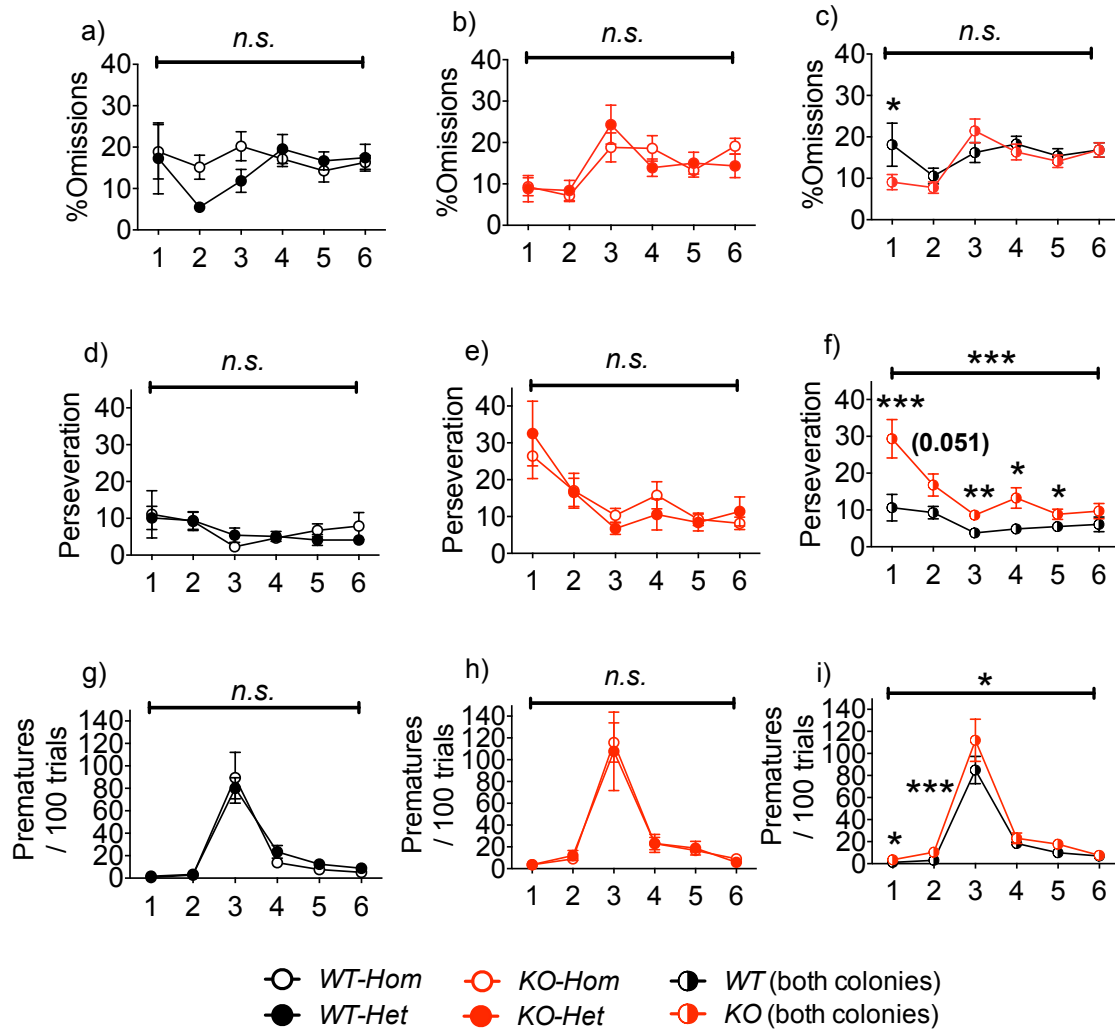 a)
n.s.
%Omissions
40
30
20
10
0
1 2 3 4 5 6
b)
n.s.
%Omissions
40
30
20
10
0
1 2 3 4 5 6
c)
n.s.
*
%Omissions
40
30
20
10
0
1 2 3 4 5 6
d)
n.s.
Perseveration
40
30
20
10
0
1 2 3 4 5 6
e)
n.s.
Perseveration
40
30
20
10
0
1 2 3 4 5 6
f)
***
***
(0.051)
**
*
*
Perseveration
40
30
20
10
0
1 2 3 4 5 6
g)
n.s.
Prematures
/ 100 trials
140
120
100
80
60
40
20
0
1 2 3 4 5 6
h)
n.s.
Prematures
/ 100 trials
140
120
100
80
60
40
20
0
1 2 3 4 5 6
i)
*
***
*
Prematures
/ 100 trials
140
120
100
80
60
40
20
0
1 2 3 4 5 6
WT-Hom KO-Hom WT (both colonies)
WT-Het KO-Het KO (both colonies)